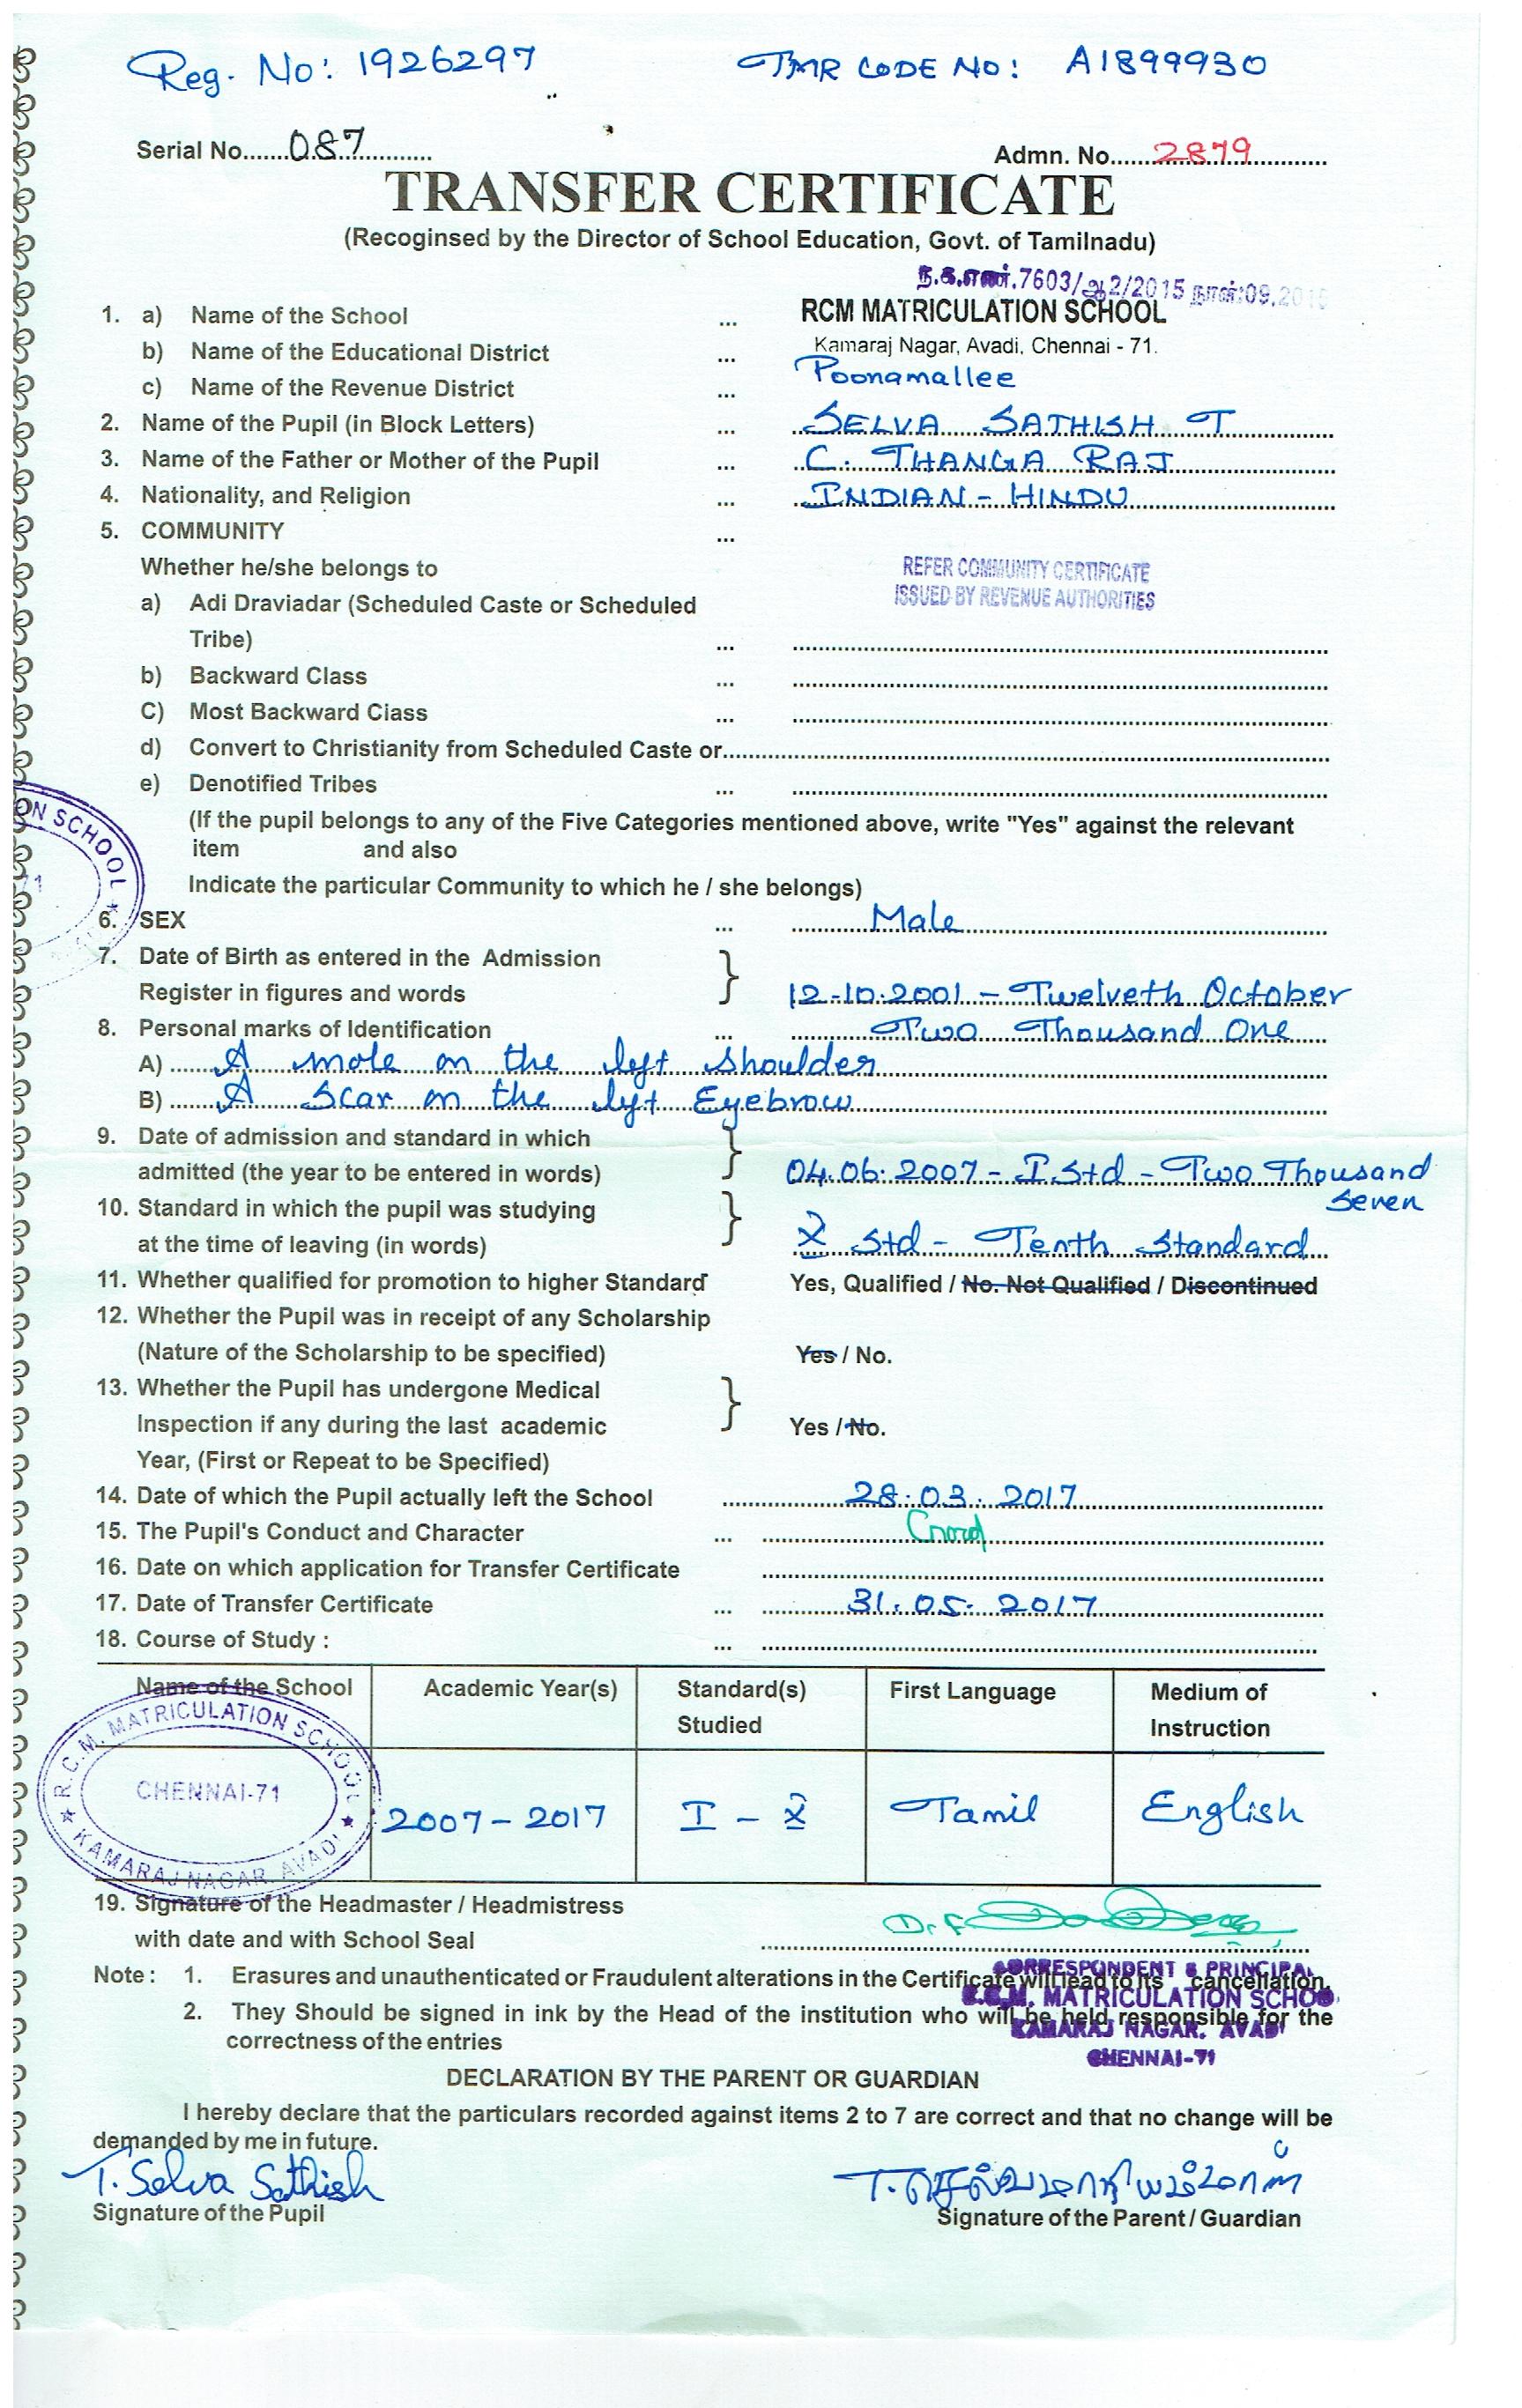 Reg. No: 1926297 TMR CODE NO: A1899930
Serial No. 087 Admn. No. 2879
TRANSFER CERTIFICATE
(Recoginsed by the Director of School Education, Govt. of Tamilnadu)
ந.க.எண்.7603/ஆ2/2015 நாள்:09.2015
1. a) Name of the School ... RCM MATRICULATION SCHOOL
Kamaraj Nagar, Avadi, Chennai - 71.
b) Name of the Educational District ... Poonamallee
c) Name of the Revenue District ...
2. Name of the Pupil (in Block Letters) ... SELVA SATHISH T
3. Name of the Father or Mother of the Pupil ... C. THANGA RAJ
4. Nationality, and Religion ... INDIAN - HINDU
5. COMMUNITY ...
Whether he/she belongs to
REFER COMMUNITY CERTIFICATE
ISSUED BY REVENUE AUTHORITIES
a) Adi Draviadar (Scheduled Caste or Scheduled
Tribe) ...
b) Backward Class ...
C) Most Backward Class ...
d) Convert to Christianity from Scheduled Caste or
e) Denotified Tribes ...
(If the pupil belongs to any of the Five Categories mentioned above, write "Yes" against the relevant
item and also
Indicate the particular Community to which he / she belongs)
ON SCHOOL
71
6. SEX ... Male
7. Date of Birth as entered in the Admission
Register in figures and words 12-10-2001 - Twelveth October
8. Personal marks of Identification ... Two Thousand One
A) A mole on the left shoulder
B) A Scar on the left Eyebrow
9. Date of admission and standard in which
admitted (the year to be entered in words) 04.06.2007 - I Std - Two Thousand
Seven
10. Standard in which the pupil was studying
at the time of leaving (in words) X Std - Tenth Standard
11. Whether qualified for promotion to higher Standard Yes, Qualified / No. Not Qualified / Discontinued
12. Whether the Pupil was in receipt of any Scholarship
(Nature of the Scholarship to be specified) Yes / No.
13. Whether the Pupil has undergone Medical
Inspection if any during the last academic Yes / No.
Year, (First or Repeat to be Specified)
14. Date of which the Pupil actually left the School 28.03.2017
15. The Pupil's Conduct and Character ... Good
16. Date on which application for Transfer Certificate
17. Date of Transfer Certificate ... 31.05.2017
18. Course of Study : ...
Name of the School Academic Year(s) Standard(s) First Language Medium of
Studied Instruction
R.C.M. MATRICULATION SCHOOL
CHENNAI-71
KAMARAJ NAGAR. AVADI
2007 - 2017 I - X Tamil English
19. Signature of the Headmaster / Headmistress
with date and with School Seal
Note : 1. Erasures and unauthenticated or Fraudulent alterations in the Certificate will lead to its cancellation.
2. They Should be signed in ink by the Head of the institution who will be held responsible for the
correctness of the entries
CORRESPONDENT & PRINCIPAL
R.C.M. MATRICULATION SCHOO
KAMARAJ NAGAR. AVADI
CHENNAI-71
DECLARATION BY THE PARENT OR GUARDIAN
I hereby declare that the particulars recorded against items 2 to 7 are correct and that no change will be
demanded by me in future.
T. Selva Sathish
Signature of the Pupil Signature of the Parent / Guardian